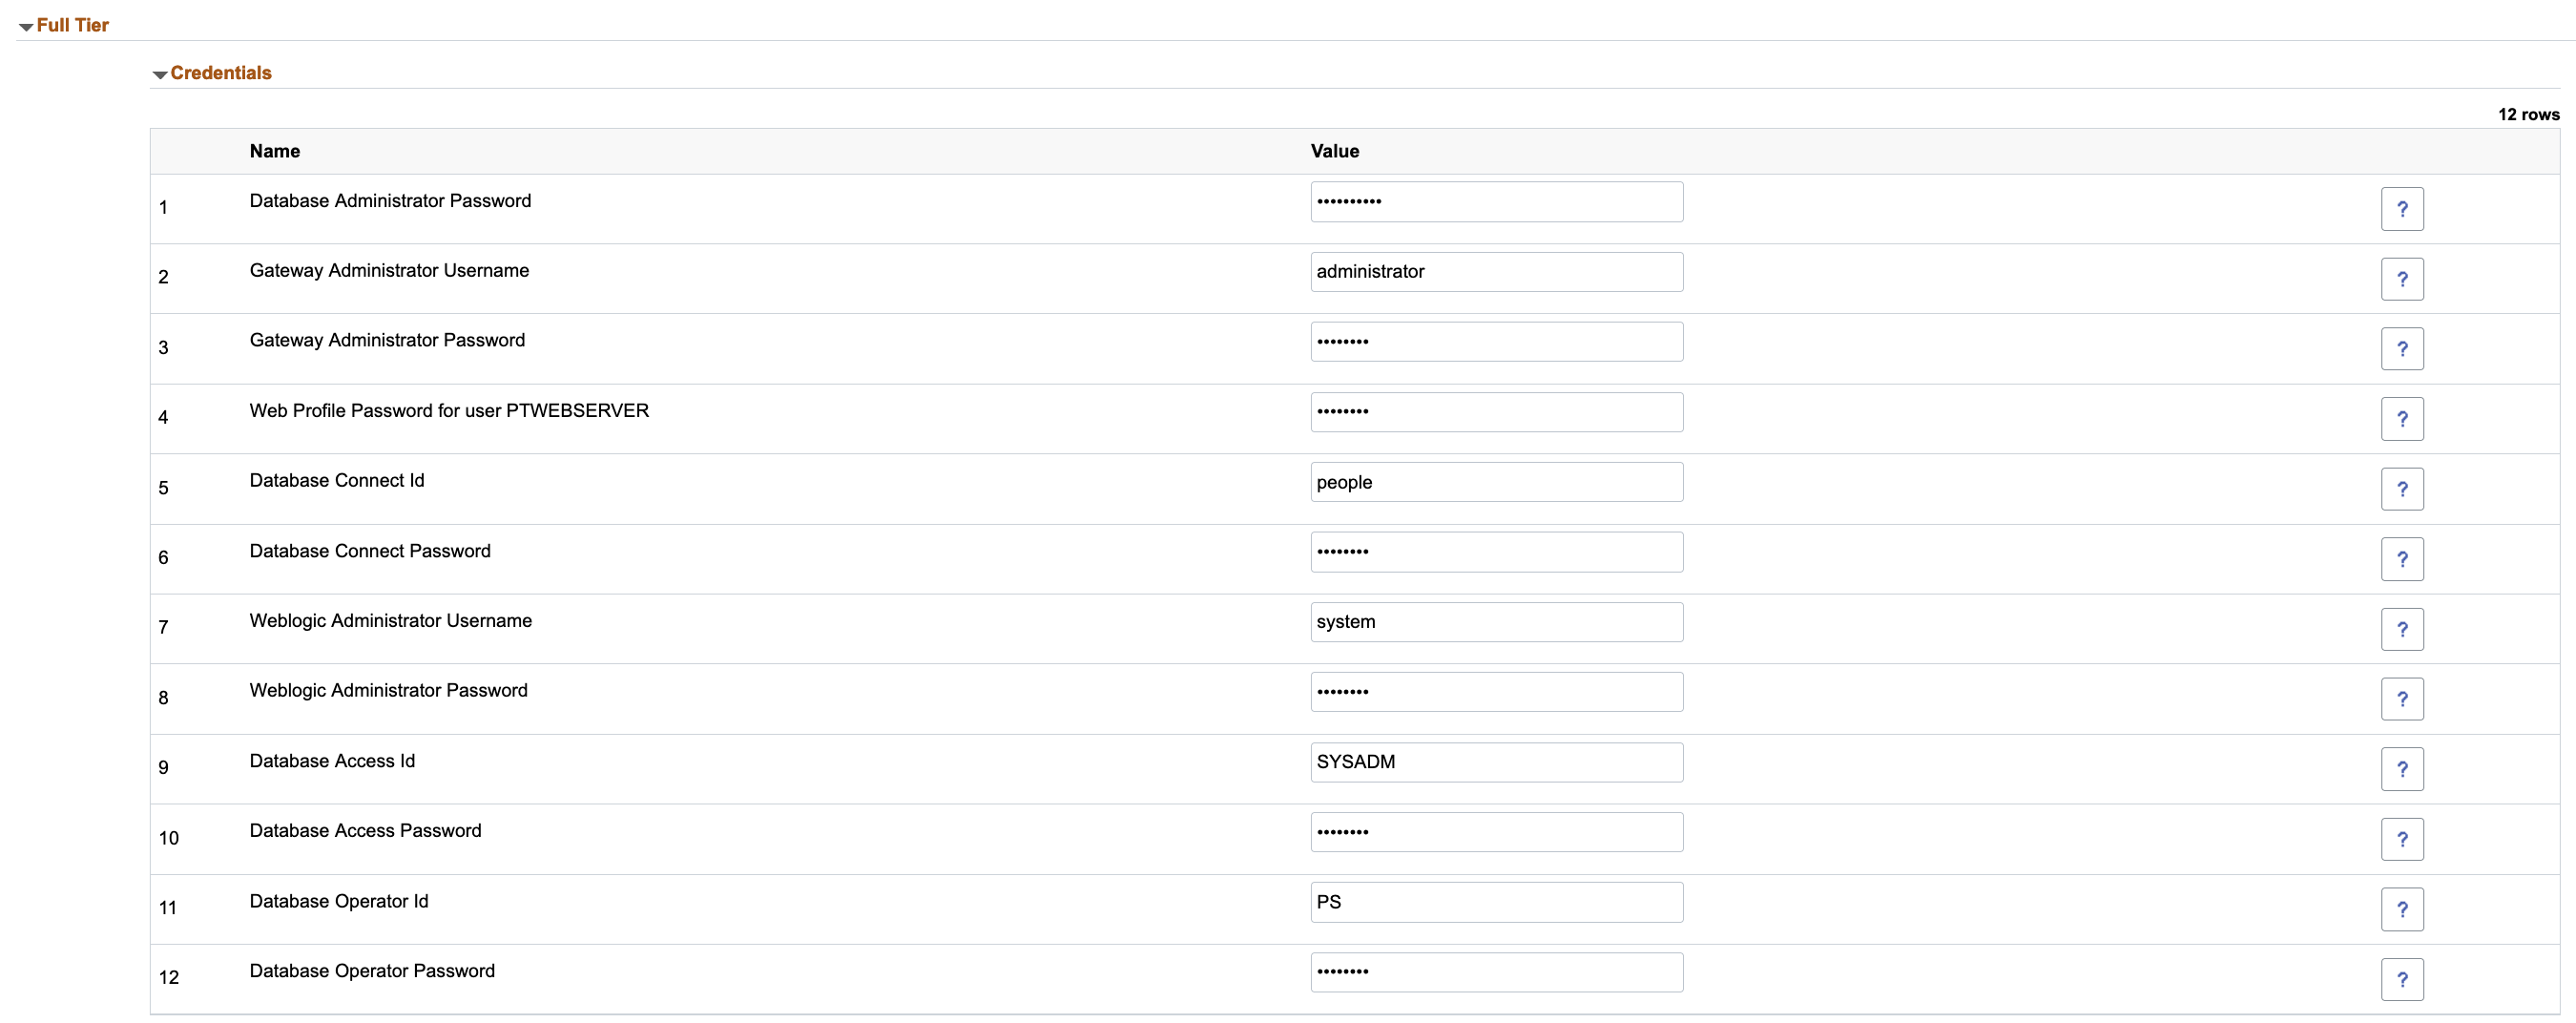 Full Tier
Credentials
12 rows
Name Value
1 Database Administrator Password •••••••••• ?
2 Gateway Administrator Username administrator ?
3 Gateway Administrator Password •••••••• ?
4 Web Profile Password for user PTWEBSERVER •••••••• ?
5 Database Connect Id people ?
6 Database Connect Password •••••••• ?
7 Weblogic Administrator Username system ?
8 Weblogic Administrator Password •••••••• ?
9 Database Access Id SYSADM ?
10 Database Access Password •••••••• ?
11 Database Operator Id PS ?
12 Database Operator Password •••••••• ?